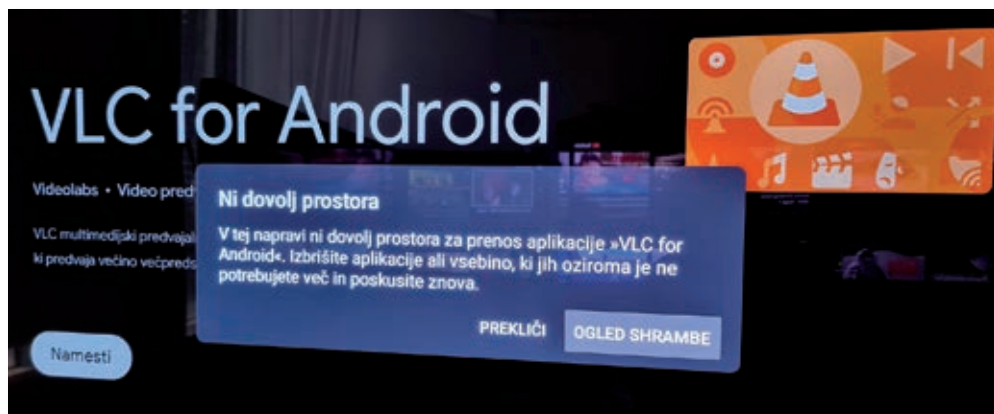 VLC for Android
Videolabs • Video pred
VLC multimedijski predvajal
ki predvaja večino večpreds
Ni dovolj prostora
V tej napravi ni dovolj prostora za prenos aplikacije »VLC for
Android«. Izbrišite aplikacije ali vsebino, ki jih oziroma je ne
potrebujete več in poskusite znova.
PREKLIČI OGLED SHRAMBE
Namesti